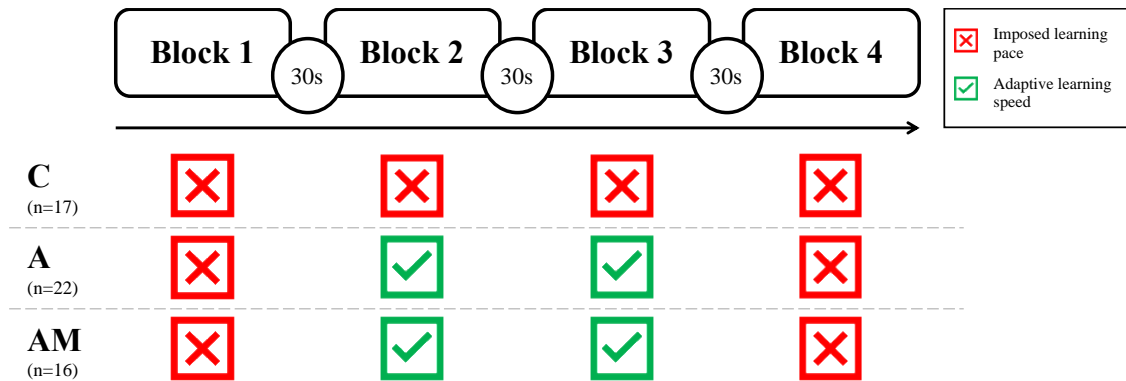 Block 1
30s
Block 2
30s
Block 3
30s
Block 4
Imposed learning
pace
Adaptive learning
speed
C
(n=17)
A
(n=22)
AM
(n=16)